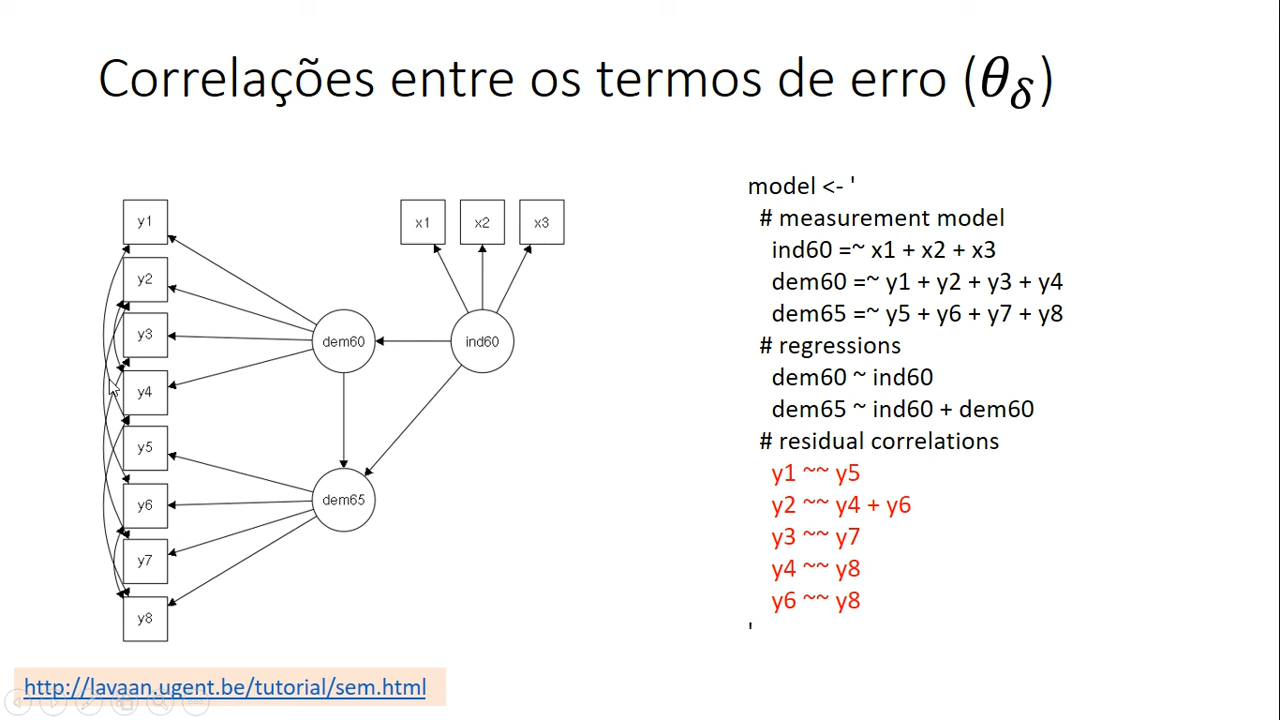 Correlações entre os termos de erro (θδ)
y1
y2
y3
y4
y5
y6
y7
y8
x1 x2 x3
dem60 ind60
dem65
model <- '
# measurement model
ind60 =~ x1 + x2 + x3
dem60 =~ y1 + y2 + y3 + y4
dem65 =~ y5 + y6 + y7 + y8
# regressions
dem60 ~ ind60
dem65 ~ ind60 + dem60
# residual correlations
y1 ~~ y5
y2 ~~ y4 + y6
y3 ~~ y7
y4 ~~ y8
y6 ~~ y8
'
http://lavaan.ugent.be/tutorial/sem.html